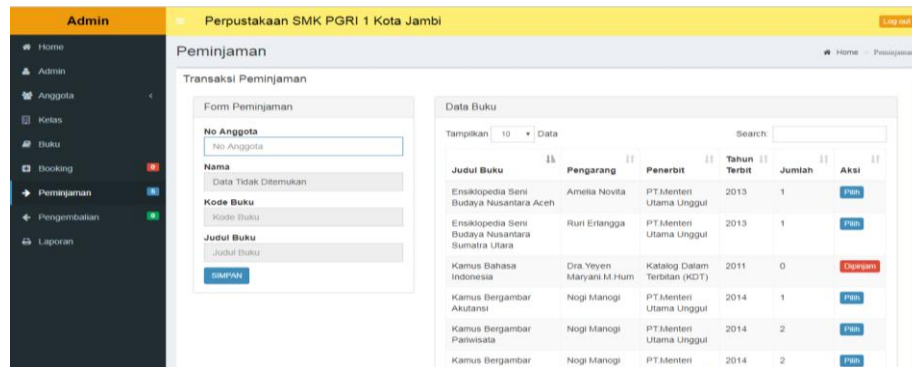 Admin
Perpustakaan SMK PGRI 1 Kota Jambi
Log out
Home
Admin
Anggota
Kelas
Buku
Booking 0
Peminjaman 5
Pengembalian 0
Laporan
Peminjaman
Home
Peminjaman
Transaksi Peminjaman
Form Peminjaman
No Anggota
No Anggota
Nama
Data Tidak Ditemukan
Kode Buku
Kode Buku
Judul Buku
Judul Buku
SIMPAN
Data Buku
Tampilkan 10 Data
Search:
Judul Buku Pengarang Penerbit Tahun Terbit Jumlah Aksi
Ensiklopedia Seni Amelia Novita PT.Menteri 2013 1 Pilih
Budaya Nusantara Aceh Utama Unggul
Ensiklopedia Seni Ruri Erlangga PT.Menteri 2013 1 Pilih
Budaya Nusantara Utama Unggul
Sumatra Utara
Kamus Bahasa Dra.Yeyen Katalog Dalam 2011 0 Dipinjam
Indonesia Maryani.M.Hum Terbitan (KDT)
Kamus Bergambar Nogi Manogi PT.Menteri 2014 1 Pilih
Akutansi Utama Unggul
Kamus Bergambar Nogi Manogi PT.Menteri 2014 2 Pilih
Pariwisata Utama Unggul
Kamus Bergambar Nogi Manogi PT.Menteri 2014 2 Pilih